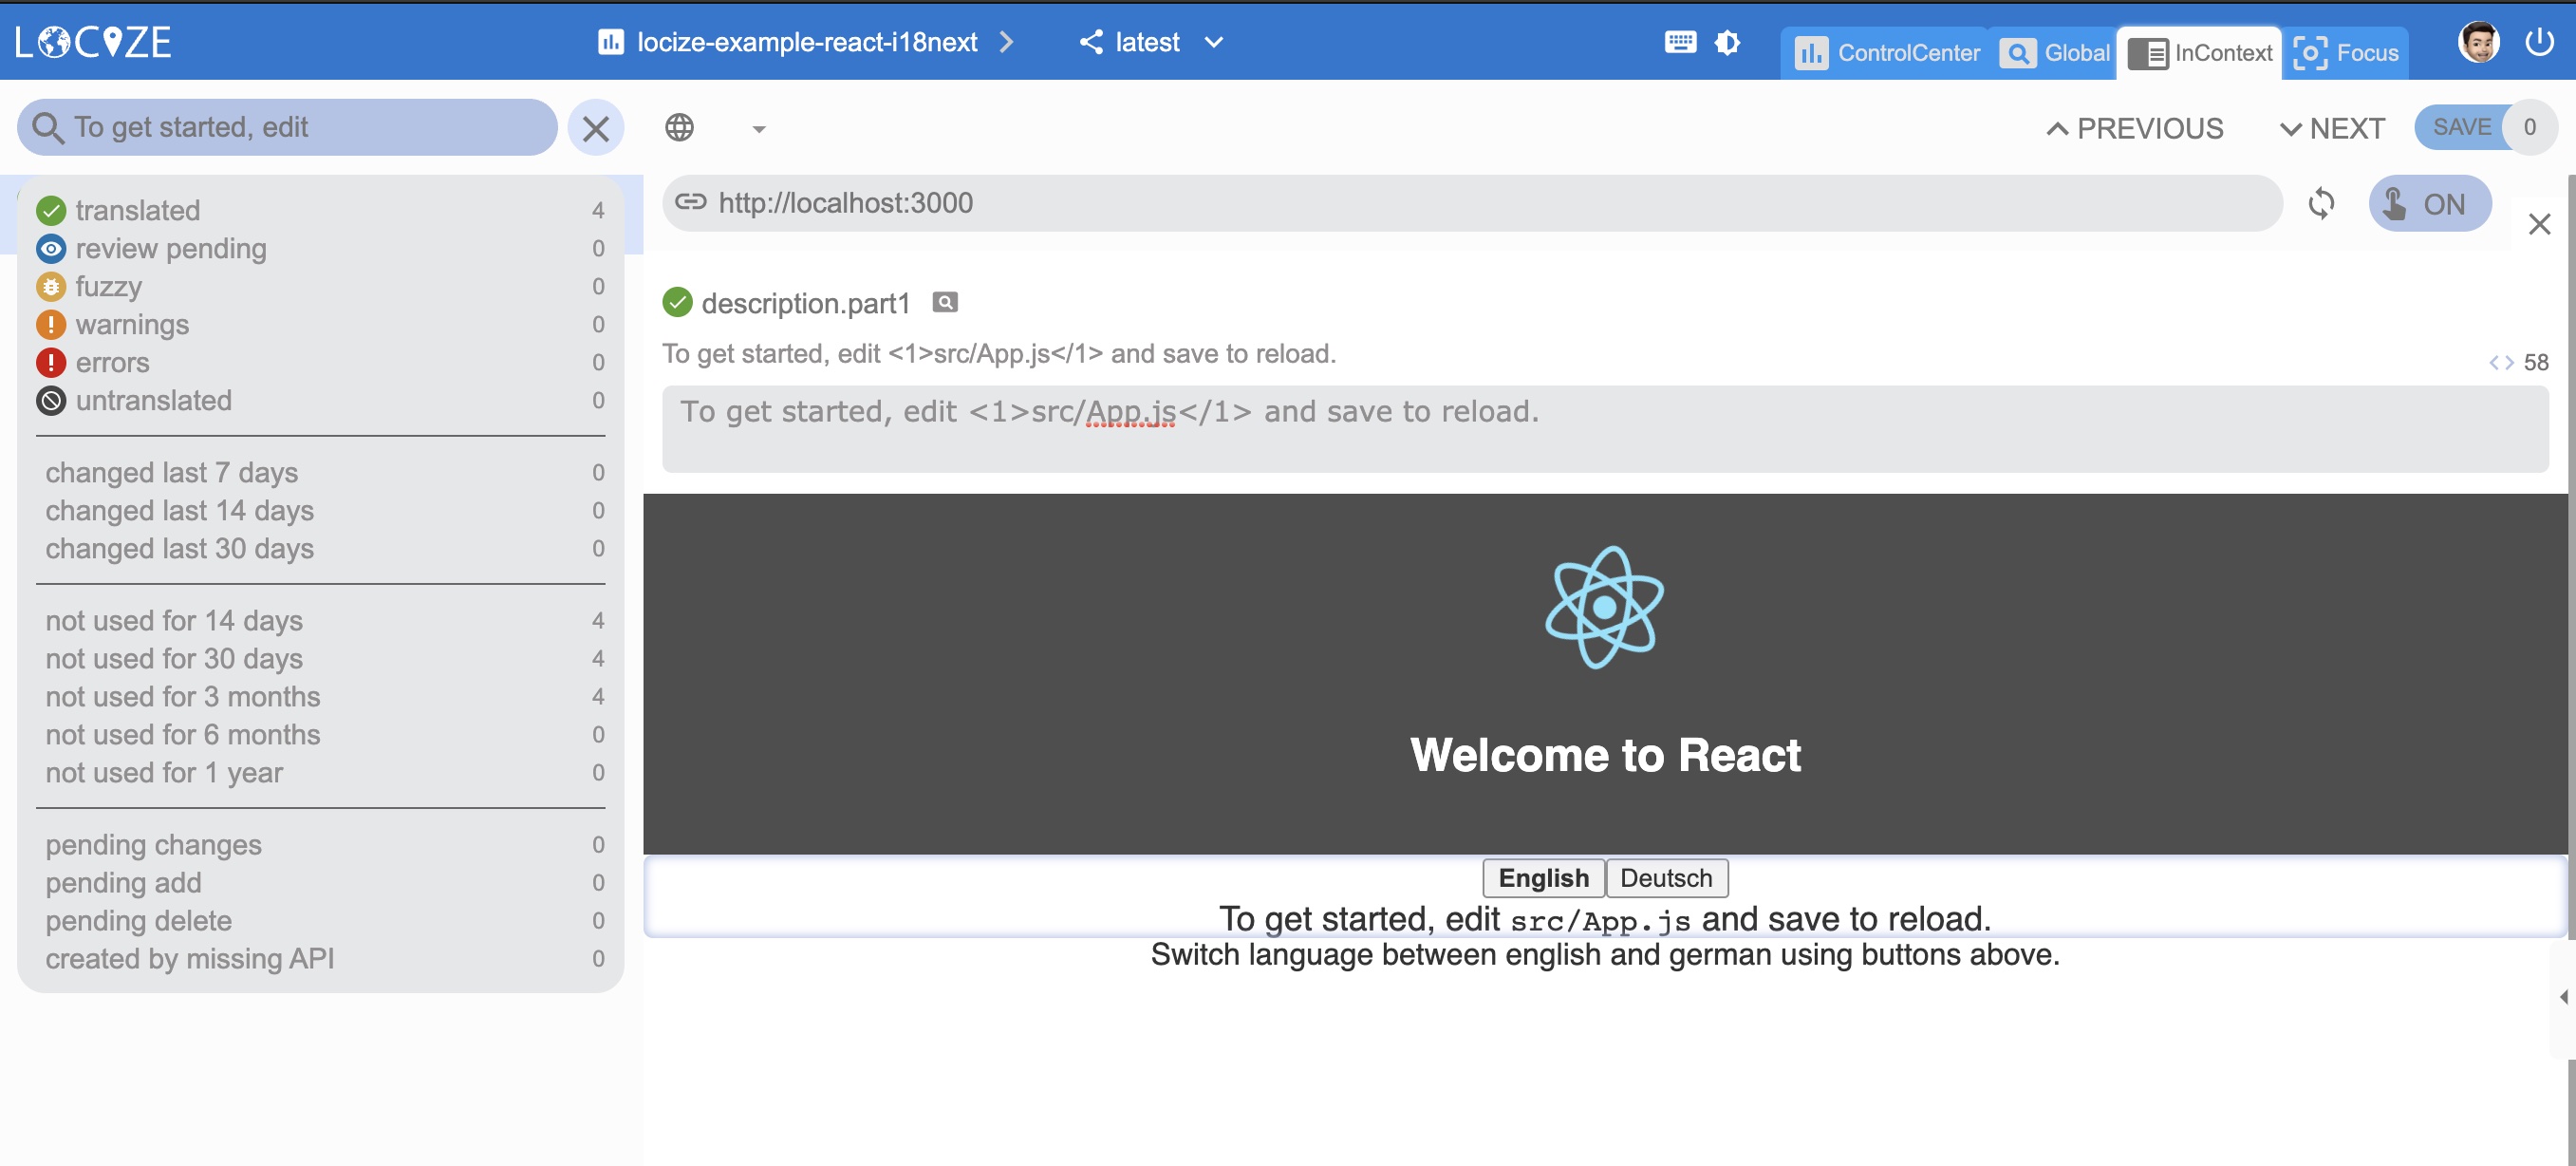 LOCIZE
locize-example-react-i18next
latest
ControlCenter
Global
InContext
Focus
To get started, edit
PREVIOUS
NEXT
SAVE
0
translated 4
review pending 0
fuzzy 0
warnings 0
errors 0
untranslated 0
changed last 7 days 0
changed last 14 days 0
changed last 30 days 0
not used for 14 days 4
not used for 30 days 4
not used for 3 months 4
not used for 6 months 0
not used for 1 year 0
pending changes 0
pending add 0
pending delete 0
created by missing API 0
http://localhost:3000
ON
description.part1
To get started, edit <1>src/App.js</1> and save to reload.
<> 58
To get started, edit <1>src/App.js</1> and save to reload.
Welcome to React
English
Deutsch
To get started, edit src/App.js and save to reload.
Switch language between english and german using buttons above.